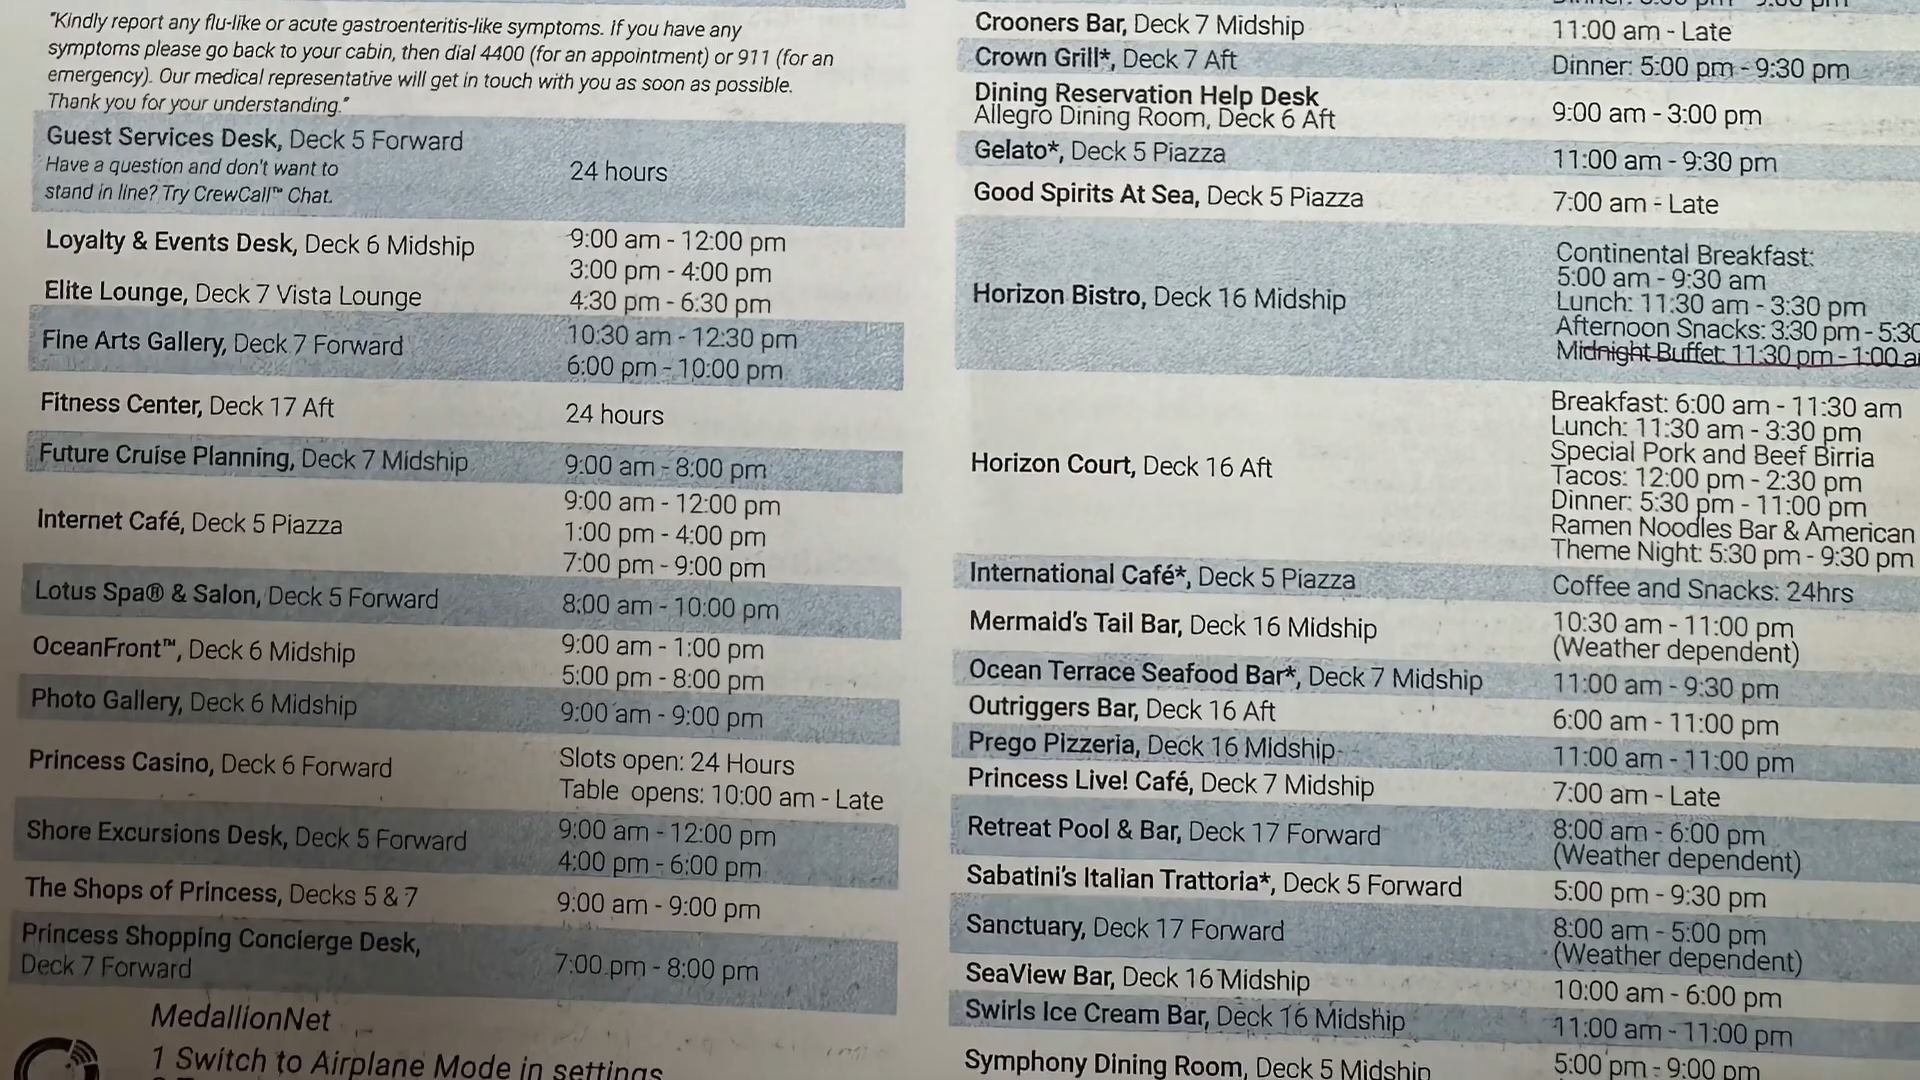 "Kindly report any flu-like or acute gastroenteritis-like symptoms. If you have any
symptoms please go back to your cabin, then dial 4400 (for an appointment) or 911 (for an
emergency). Our medical representative will get in touch with you as soon as possible.
Thank you for your understanding."
Guest Services Desk, Deck 5 Forward
Have a question and don't want to
stand in line? Try CrewCall™ Chat.
24 hours
Loyalty & Events Desk, Deck 6 Midship
9:00 am - 12:00 pm
3:00 pm - 4:00 pm
Elite Lounge, Deck 7 Vista Lounge
4:30 pm - 6:30 pm
Fine Arts Gallery, Deck 7 Forward
10:30 am - 12:30 pm
6:00 pm - 10:00 pm
Fitness Center, Deck 17 Aft
24 hours
Future Cruise Planning, Deck 7 Midship
9:00 am - 8:00 pm
Internet Café, Deck 5 Piazza
9:00 am - 12:00 pm
1:00 pm - 4:00 pm
7:00 pm - 9:00 pm
Lotus Spa® & Salon, Deck 5 Forward
8:00 am - 10:00 pm
OceanFront™, Deck 6 Midship
9:00 am - 1:00 pm
5:00 pm - 8:00 pm
Photo Gallery, Deck 6 Midship
9:00 am - 9:00 pm
Princess Casino, Deck 6 Forward
Slots open: 24 Hours
Table opens: 10:00 am - Late
Shore Excursions Desk, Deck 5 Forward
9:00 am - 12:00 pm
4:00 pm - 6:00 pm
The Shops of Princess, Decks 5 & 7
9:00 am - 9:00 pm
Princess Shopping Concierge Desk,
Deck 7 Forward
7:00 pm - 8:00 pm
MedallionNet
1 Switch to Airplane Mode in settings
Crooners Bar, Deck 7 Midship
11:00 am - Late
Crown Grill*, Deck 7 Aft
Dinner: 5:00 pm - 9:30 pm
Dining Reservation Help Desk
Allegro Dining Room, Deck 6 Aft
9:00 am - 3:00 pm
Gelato*, Deck 5 Piazza
11:00 am - 9:30 pm
Good Spirits At Sea, Deck 5 Piazza
7:00 am - Late
Horizon Bistro, Deck 16 Midship
Continental Breakfast:
5:00 am - 9:30 am
Lunch: 11:30 am - 3:30 pm
Afternoon Snacks: 3:30 pm - 5:30
Midnight Buffet: 11:30 pm - 1:00 a
Horizon Court, Deck 16 Aft
Breakfast: 6:00 am - 11:30 am
Lunch: 11:30 am - 3:30 pm
Special Pork and Beef Birria
Tacos: 12:00 pm - 2:30 pm
Dinner: 5:30 pm - 11:00 pm
Ramen Noodles Bar & American
Theme Night: 5:30 pm - 9:30 pm
International Café*, Deck 5 Piazza
Coffee and Snacks: 24hrs
Mermaid's Tail Bar, Deck 16 Midship
10:30 am - 11:00 pm
(Weather dependent)
Ocean Terrace Seafood Bar*, Deck 7 Midship
11:00 am - 9:30 pm
Outriggers Bar, Deck 16 Aft
6:00 am - 11:00 pm
Prego Pizzeria, Deck 16 Midship
11:00 am - 11:00 pm
Princess Live! Café, Deck 7 Midship
7:00 am - Late
Retreat Pool & Bar, Deck 17 Forward
8:00 am - 6:00 pm
(Weather dependent)
Sabatini's Italian Trattoria*, Deck 5 Forward
5:00 pm - 9:30 pm
Sanctuary, Deck 17 Forward
8:00 am - 5:00 pm
(Weather dependent)
SeaView Bar, Deck 16 Midship
10:00 am - 6:00 pm
Swirls Ice Cream Bar, Deck 16 Midship
11:00 am - 11:00 pm
Symphony Dining Room, Deck 5 Midship
5:00 pm - 9:00 pm